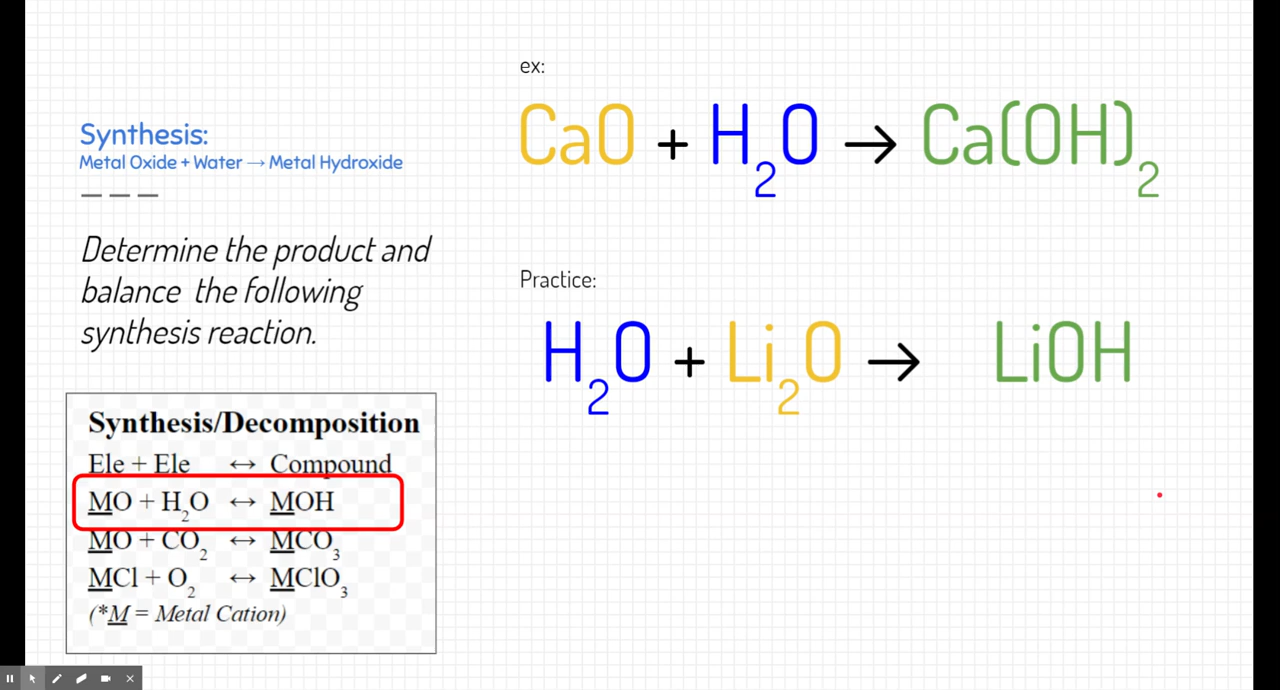 Synthesis:
Metal Oxide + Water → Metal Hydroxide
Determine the product and
balance the following
synthesis reaction.
Synthesis/Decomposition
Ele + Ele ↔ Compound
MO + H₂O ↔ MOH
MO + CO₂ ↔ MCO₃
MCl + O₂ ↔ MClO₃
(*M = Metal Cation)
ex:
CaO + H₂O → Ca(OH)₂
Practice:
H₂O + Li₂O → LiOH